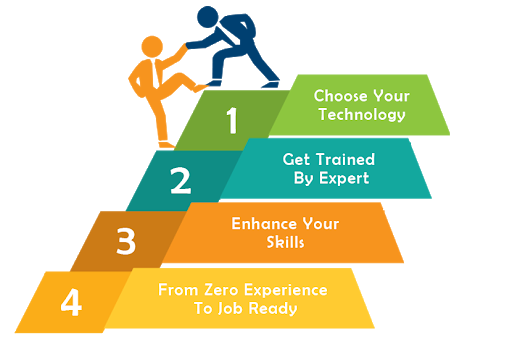 1
Choose Your
Technology
2
Get Trained
By Expert
3
Enhance Your
Skills
4
From Zero Experience
To Job Ready